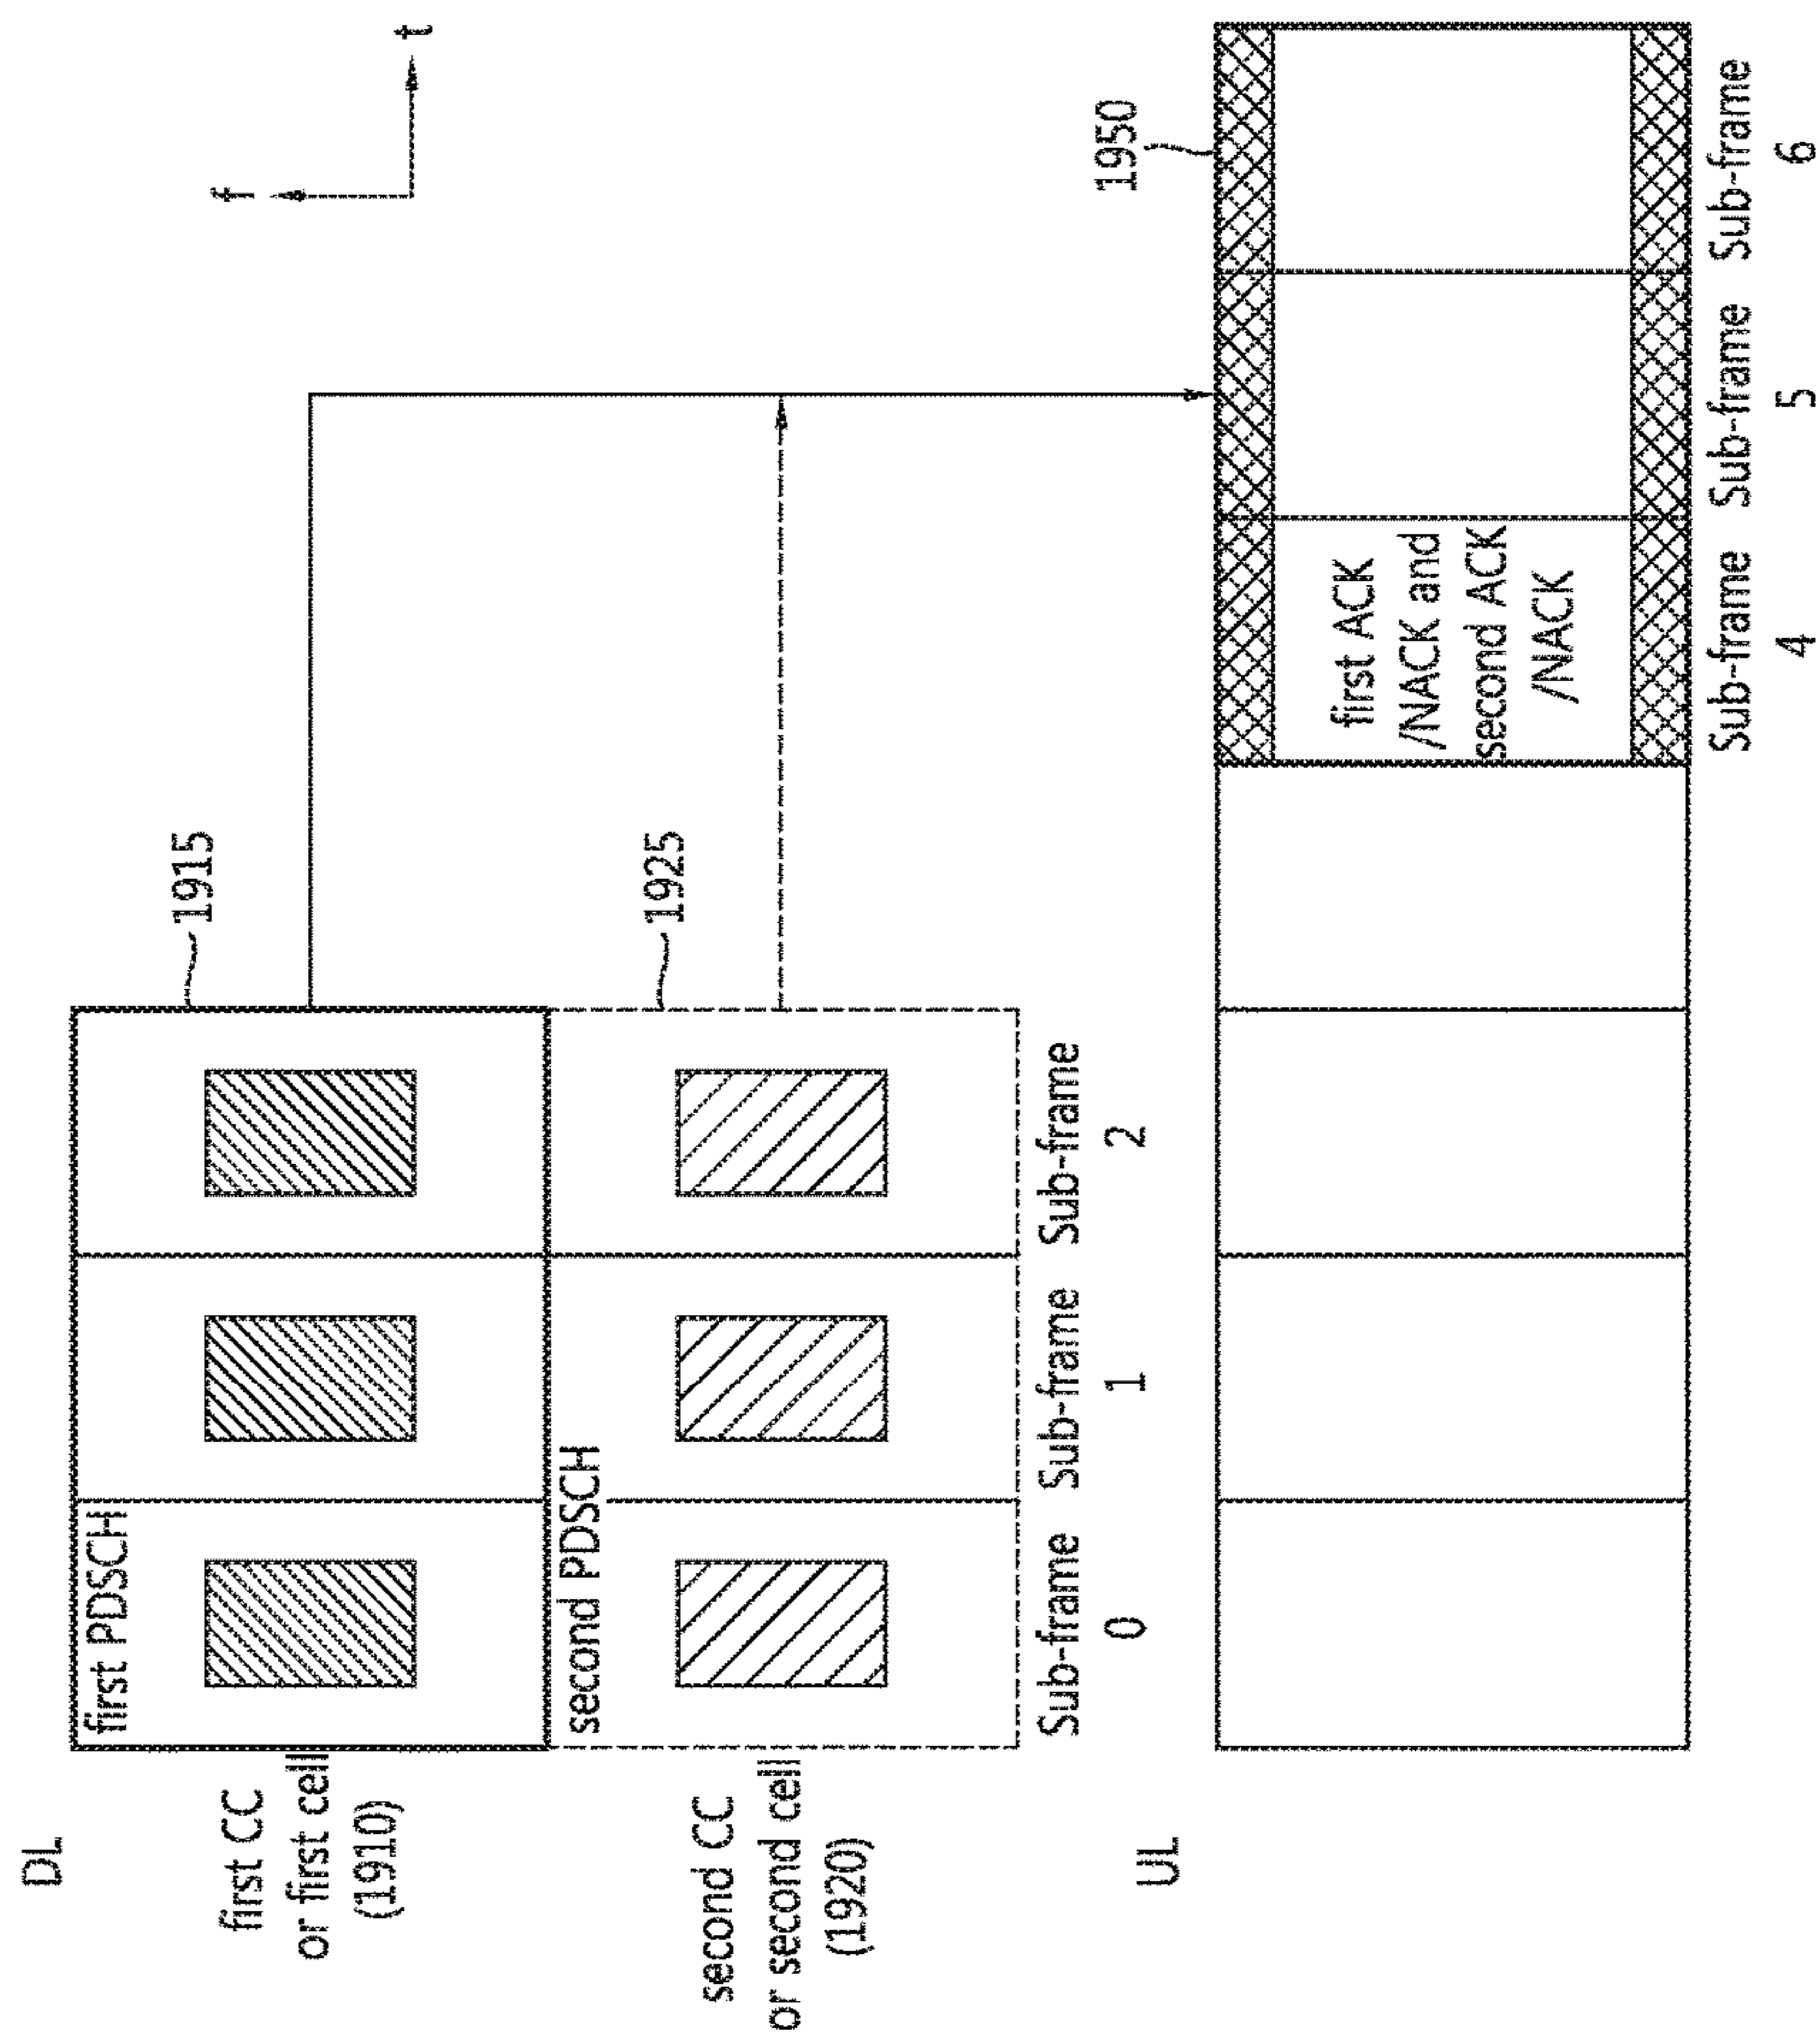 DL
f
t
first PDSCH
1915
first CC
or first cell
(1910)
second PDSCH
1925
second CC
or second cell
(1920)
Sub-frame
0
Sub-frame
1
Sub-frame
2
UL
1950
first ACK
/NACK and
second ACK
/NACK
Sub-frame
4
Sub-frame
5
Sub-frame
6